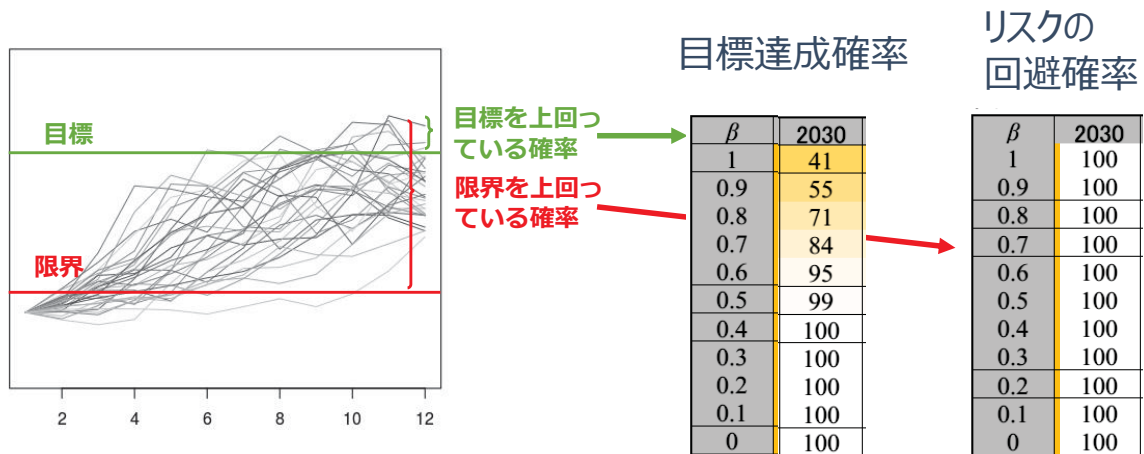 目標
限界
2 4 6 8 10 12
目標を上回っ
ている確率
限界を上回っ
ている確率
目標達成確率
β 2030
1 41
0.9 55
0.8 71
0.7 84
0.6 95
0.5 99
0.4 100
0.3 100
0.2 100
0.1 100
0 100
リスクの
回避確率
β 2030
1 100
0.9 100
0.8 100
0.7 100
0.6 100
0.5 100
0.4 100
0.3 100
0.2 100
0.1 100
0 100